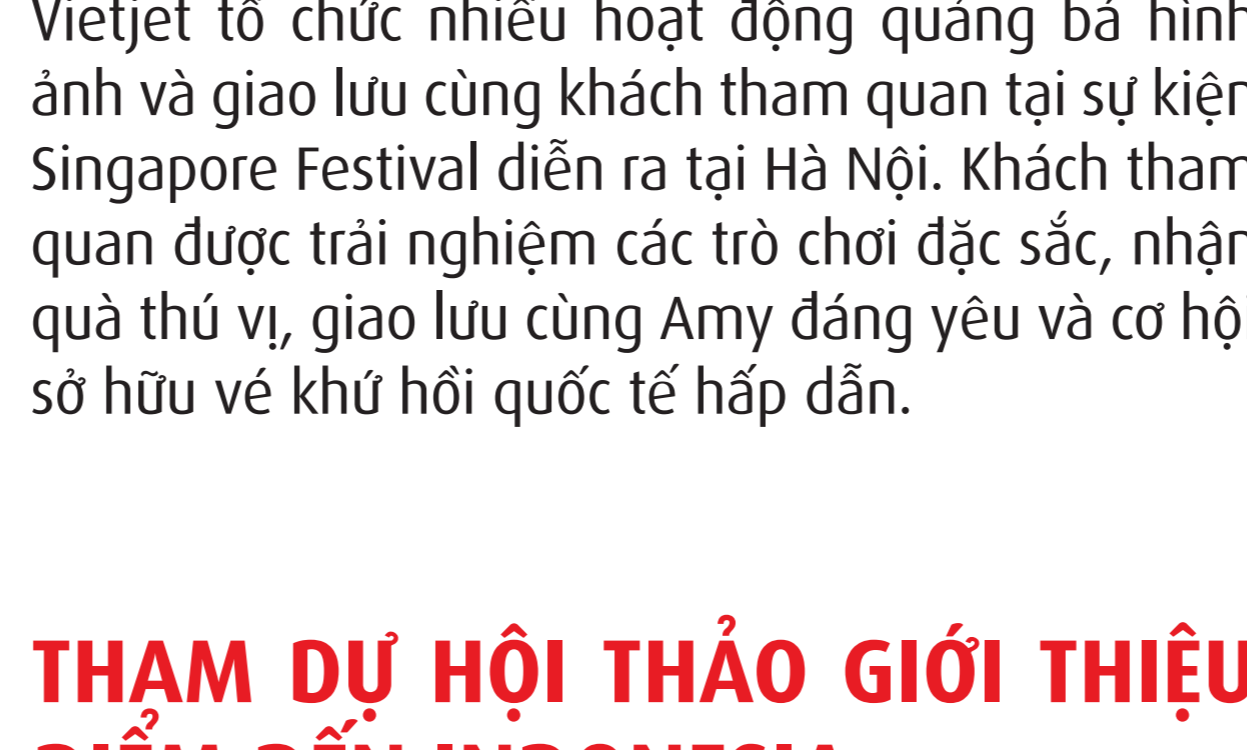 Vietjet tổ chức nhiều hoạt động quảng bá hình
ảnh và giao lưu cùng khách tham quan tại sự kiện
Singapore Festival diễn ra tại Hà Nội. Khách tham
quan được trải nghiệm các trò chơi đặc sắc, nhận
quà thú vị, giao lưu cùng Amy đáng yêu và cơ hội
sở hữu vé khứ hồi quốc tế hấp dẫn.
THAM DỰ HỘI THẢO GIỚI THIỆU
ĐIỂM ĐẾN INDONESIA